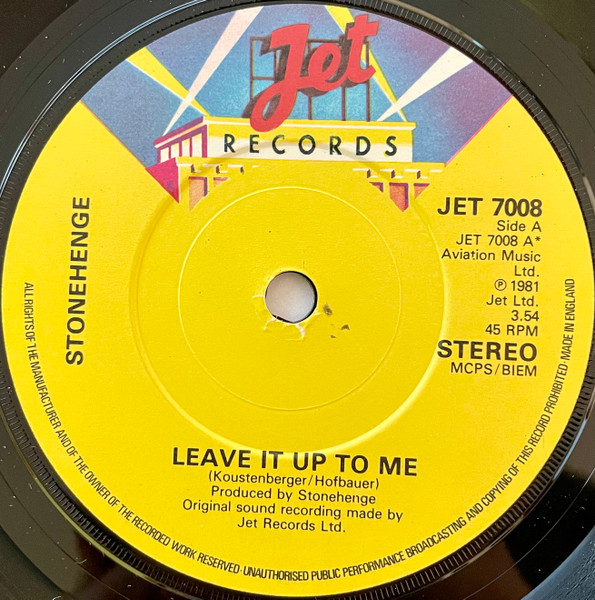 Jet
RECORDS
STONEHENGE
JET 7008
Side A
JET 7008 A*
Aviation Music
Ltd.
℗ 1981
Jet Ltd.
3.54
45 RPM
STEREO
MCPS/BIEM
LEAVE IT UP TO ME
(Koustenberger/Hofbauer)
Produced by Stonehenge
Original sound recording made by
Jet Records Ltd.
ALL RIGHTS OF THE MANUFACTURER AND OF THE OWNER OF THE RECORDED WORK RESERVED·UNAUTHORISED PUBLIC PERFORMANCE BROADCASTING AND COPYING OF THIS RECORD PROHIBITED·MADE IN ENGLAND